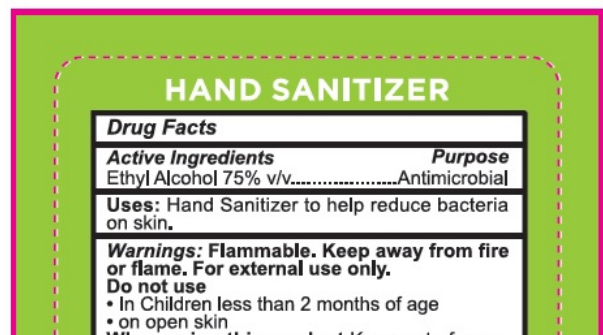 HAND SANITIZER
Drug Facts
Active Ingredients Purpose
Ethyl Alcohol 75% v/v.....................Antimicrobial
Uses: Hand Sanitizer to help reduce bacteria
on skin.
Warnings: Flammable. Keep away from fire
or flame. For external use only.
Do not use
• In Children less than 2 months of age
• on open skin